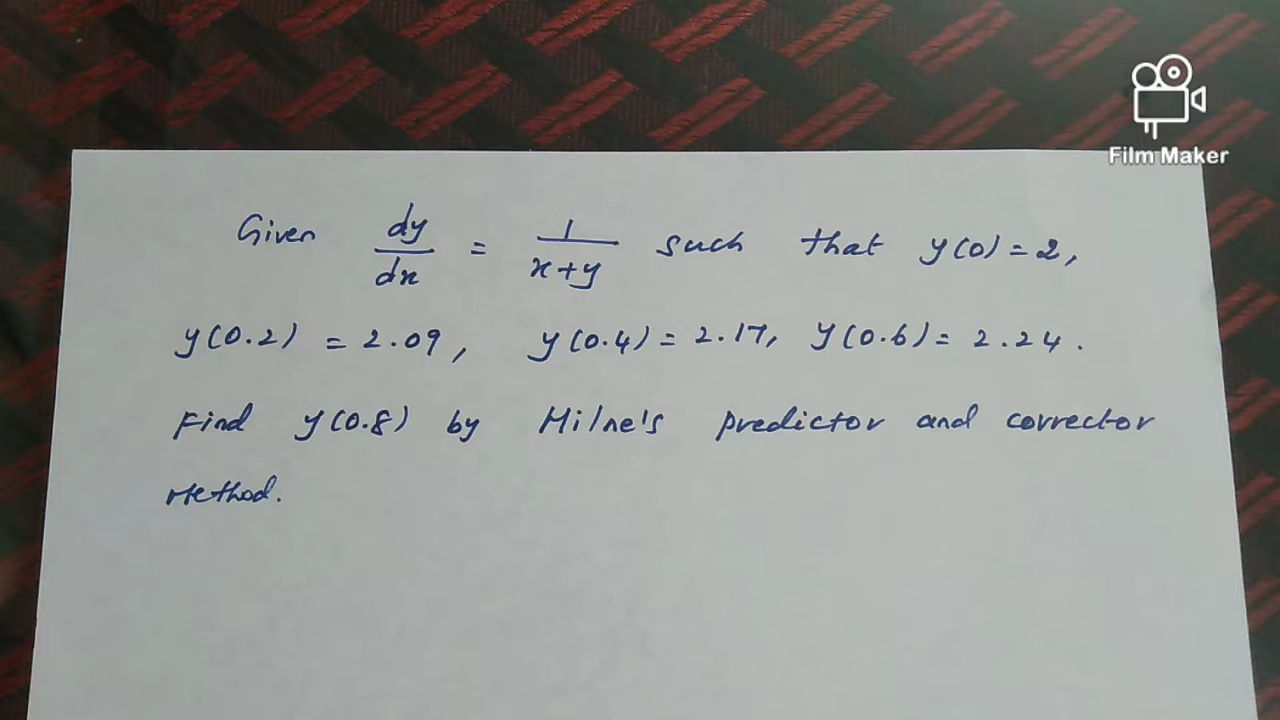 Film Maker
Given dy/dx = 1/(x+y) such that y(0)=2,
y(0.2) = 2.09, y(0.4)= 2.17, y(0.6)= 2.24.
Find y(0.8) by Milne's predictor and corrector
method.